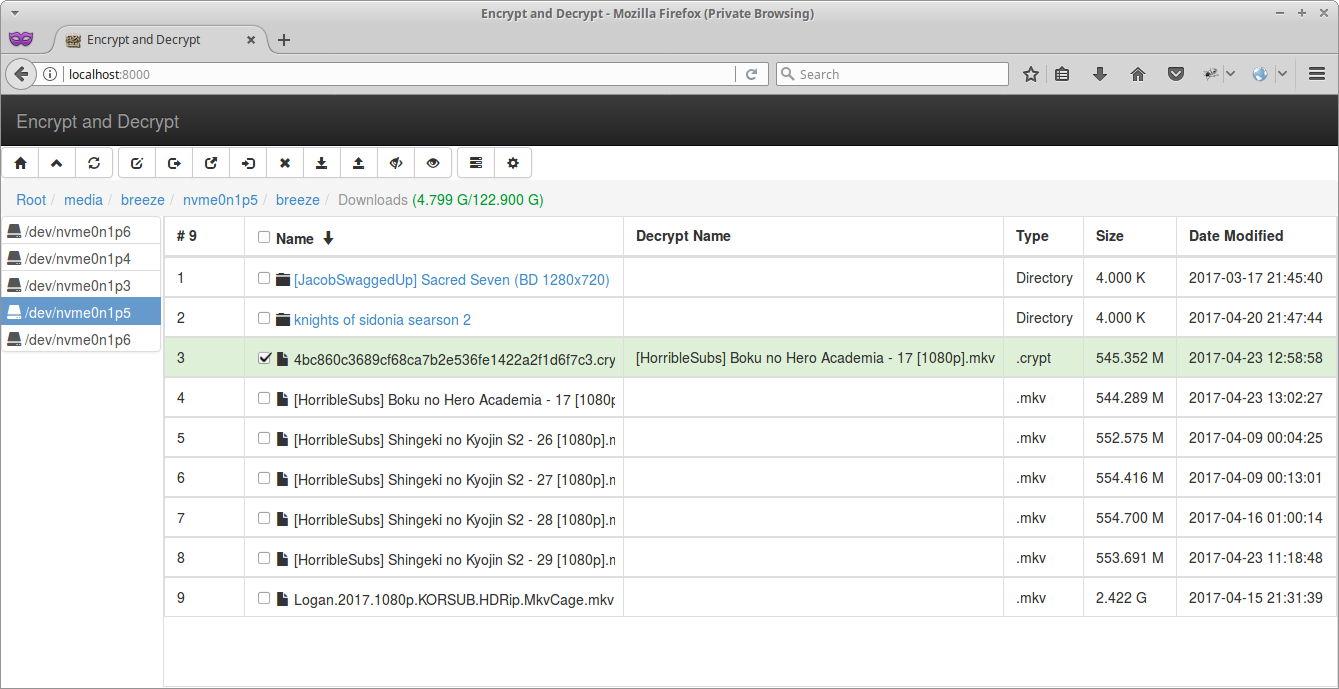 Encrypt and Decrypt - Mozilla Firefox (Private Browsing)
Encrypt and Decrypt
localhost:8000
Search
Encrypt and Decrypt
Root / media / breeze / nvme0n1p5 / breeze / Downloads (4.799 G/122.900 G)
/dev/nvme0n1p6
/dev/nvme0n1p4
/dev/nvme0n1p3
/dev/nvme0n1p5
/dev/nvme0n1p6
# 9 Name Decrypt Name Type Size Date Modified
1 [JacobSwaggedUp] Sacred Seven (BD 1280x720) Directory 4.000 K 2017-03-17 21:45:40
2 knights of sidonia searson 2 Directory 4.000 K 2017-04-20 21:47:44
3 4bc860c3689cf68ca7b2e536fe1422a2f1d6f7c3.cry [HorribleSubs] Boku no Hero Academia - 17 [1080p].mkv .crypt 545.352 M 2017-04-23 12:58:58
4 [HorribleSubs] Boku no Hero Academia - 17 [1080p .mkv 544.289 M 2017-04-23 13:02:27
5 [HorribleSubs] Shingeki no Kyojin S2 - 26 [1080p].m .mkv 552.575 M 2017-04-09 00:04:25
6 [HorribleSubs] Shingeki no Kyojin S2 - 27 [1080p].m .mkv 554.416 M 2017-04-09 00:13:01
7 [HorribleSubs] Shingeki no Kyojin S2 - 28 [1080p].m .mkv 554.700 M 2017-04-16 01:00:14
8 [HorribleSubs] Shingeki no Kyojin S2 - 29 [1080p].m .mkv 553.691 M 2017-04-23 11:18:48
9 Logan.2017.1080p.KORSUB.HDRip.MkvCage.mkv .mkv 2.422 G 2017-04-15 21:31:39